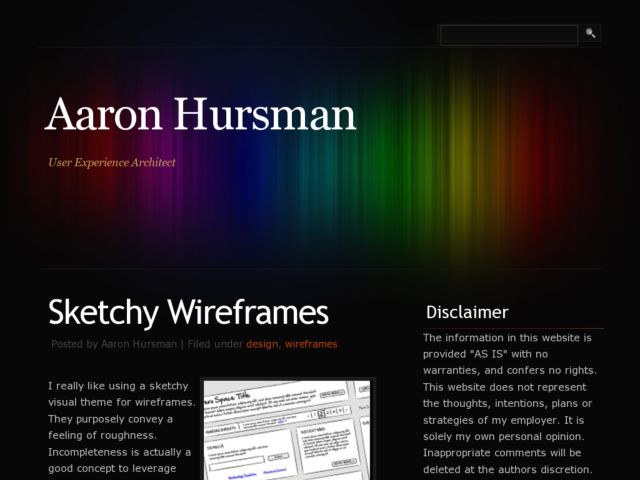 Aaron Hursman
User Experience Architect
Sketchy Wireframes
Posted by Aaron Hursman | Filed under design, wireframes
I really like using a sketchy
visual theme for wireframes.
They purposely convey a
feeling of roughness.
Incompleteness is actually a
good concept to leverage
Disclaimer
The information in this website is
provided "AS IS" with no
warranties, and confers no rights.
This website does not represent
the thoughts, intentions, plans or
strategies of my employer. It is
solely my own personal opinion.
Inappropriate comments will be
deleted at the authors discretion.